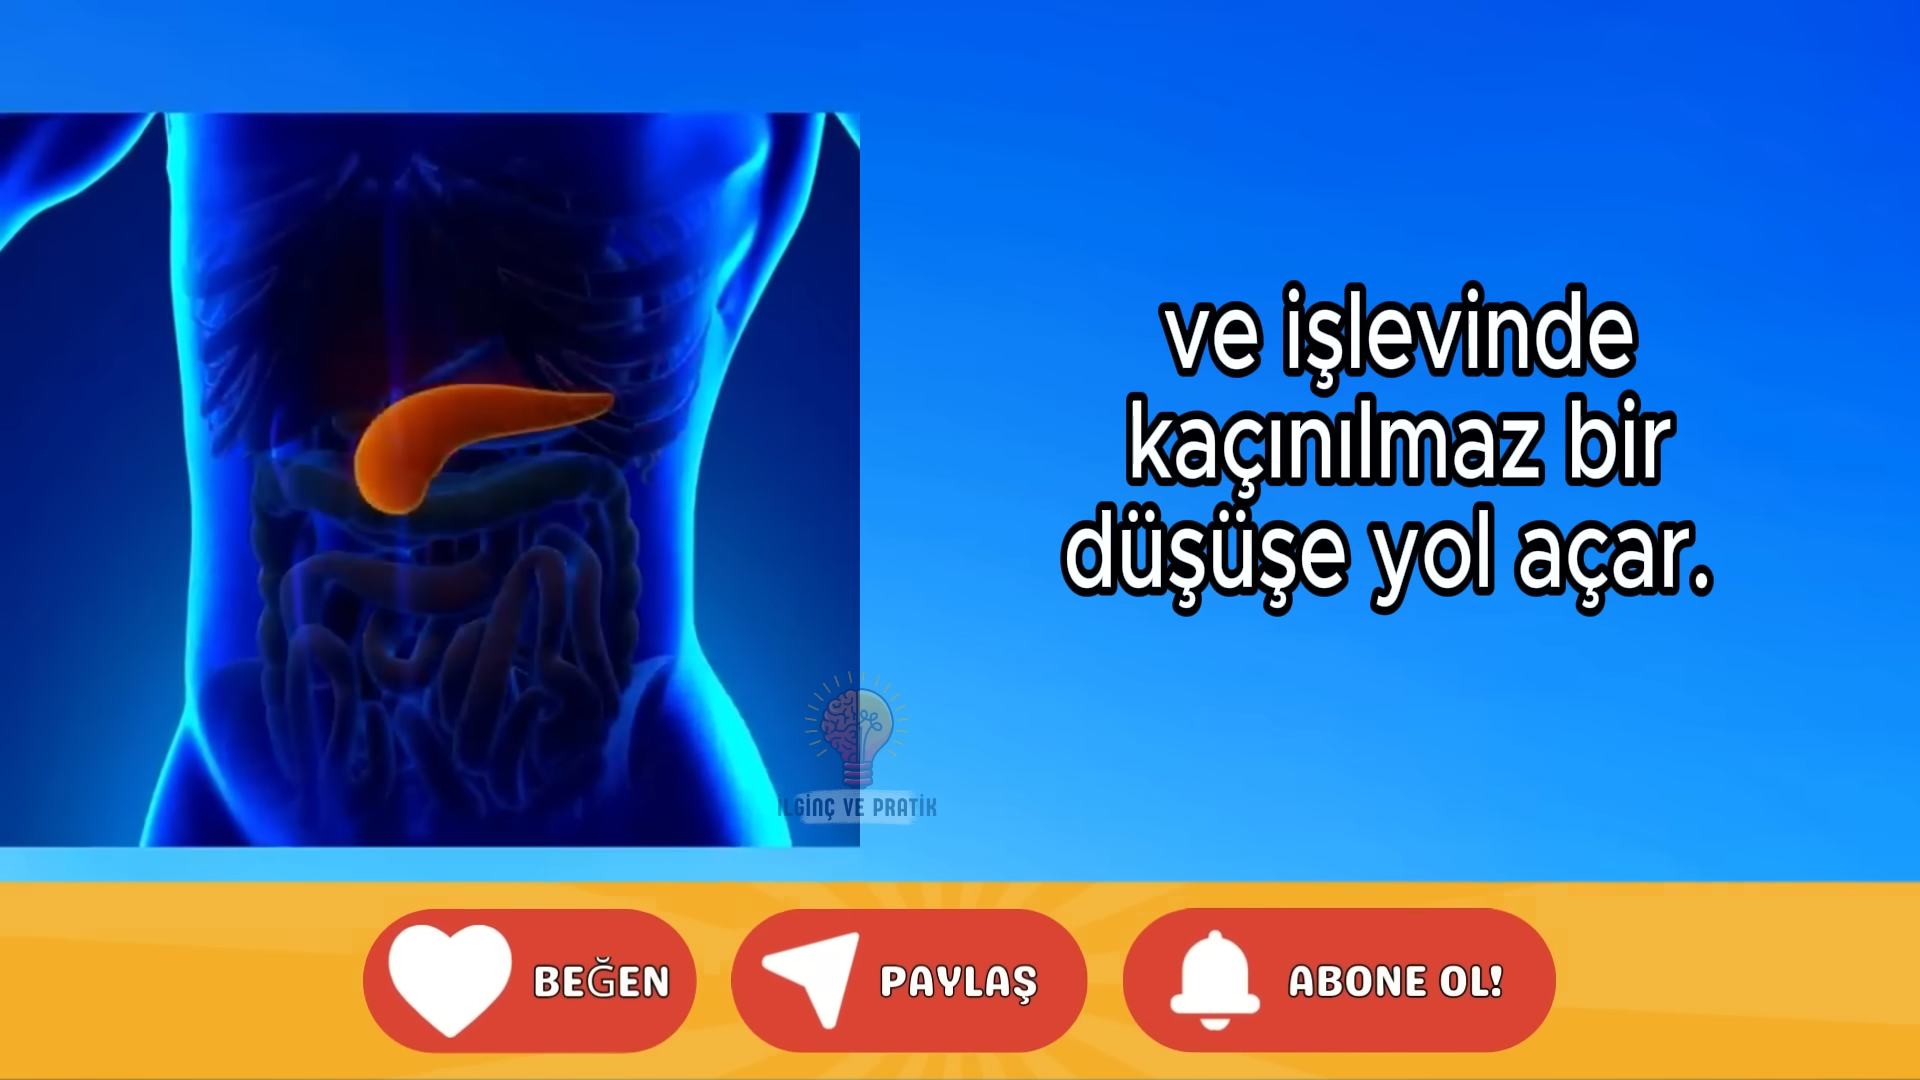 ve işlevinde
kaçınılmaz bir
düşüşe yol açar.
İLGİNÇ VE PRATİK
BEĞEN
PAYLAŞ
ABONE OL!